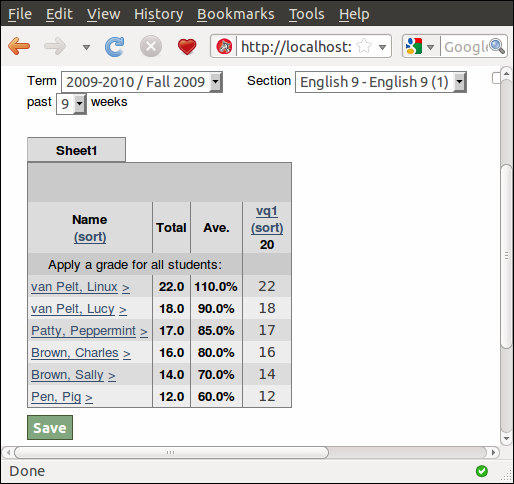 File Edit View History Bookmarks Tools Help
http://localhost: Google
Term 2009-2010 / Fall 2009 Section English 9 - English 9 (1)
past 9 weeks
Sheet1
Name (sort) Total Ave. vq1 (sort) 20
Apply a grade for all students:
van Pelt, Linux > 22.0 110.0% 22
van Pelt, Lucy > 18.0 90.0% 18
Patty, Peppermint > 17.0 85.0% 17
Brown, Charles > 16.0 80.0% 16
Brown, Sally > 14.0 70.0% 14
Pen, Pig > 12.0 60.0% 12
Save
Done